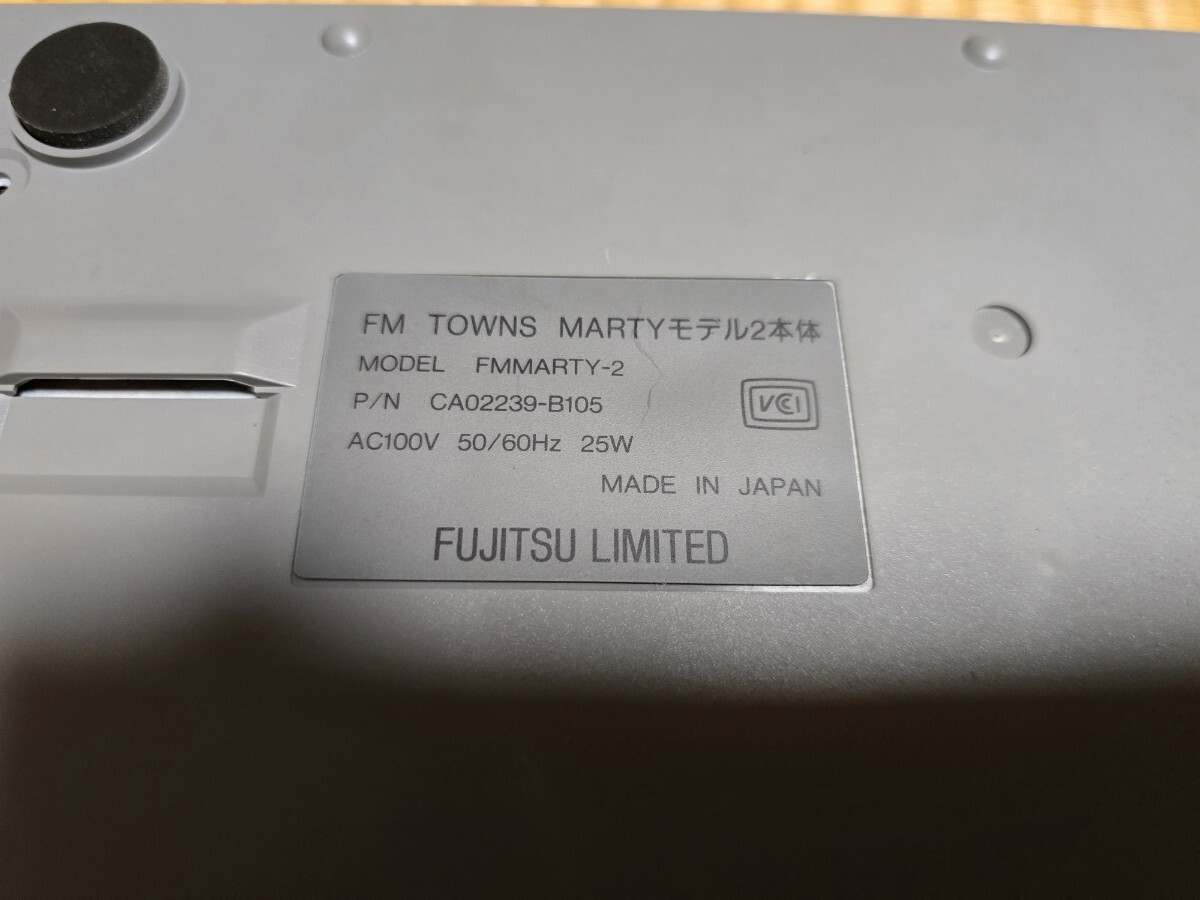 FM TOWNS MARTYモデル2本体
MODEL FMMARTY-2
P/N CA02239-B105
VCCI
AC100V 50/60Hz 25W
MADE IN JAPAN
FUJITSU LIMITED